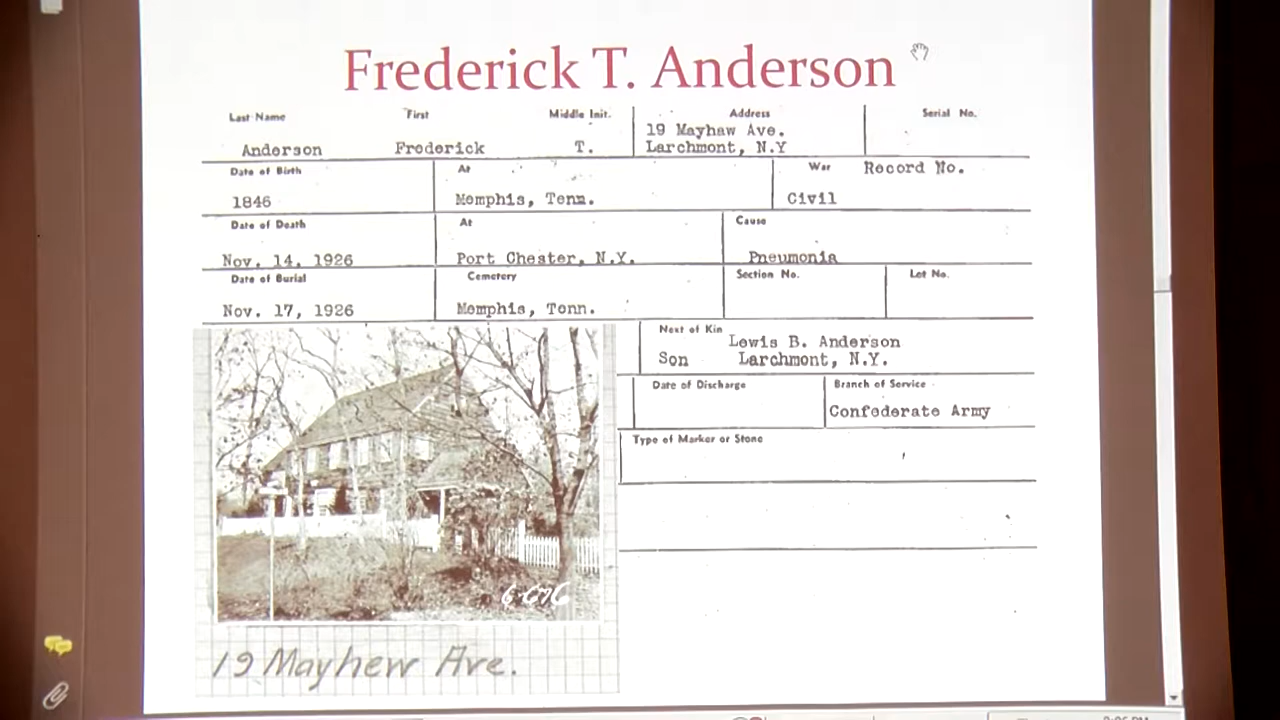 Frederick T. Anderson
Last Name First Middle Init. Address Serial No.
19 Mayhaw Ave.
Anderson Frederick T. Larchmont, N.Y
Date of Birth At War Record No.
1846 Memphis, Tenn. Civil
Date of Death At Cause
Nov. 14, 1926 Port Chester, N.Y. Pneumonia
Date of Burial Cemetery Section No. Lot No.
Nov. 17, 1926 Memphis, Tenn.
Next of Kin
Lewis B. Anderson
Son Larchmont, N.Y.
Date of Discharge Branch of Service
Confederate Army
Type of Marker or Stone
6-676
19 Mayhew Ave.